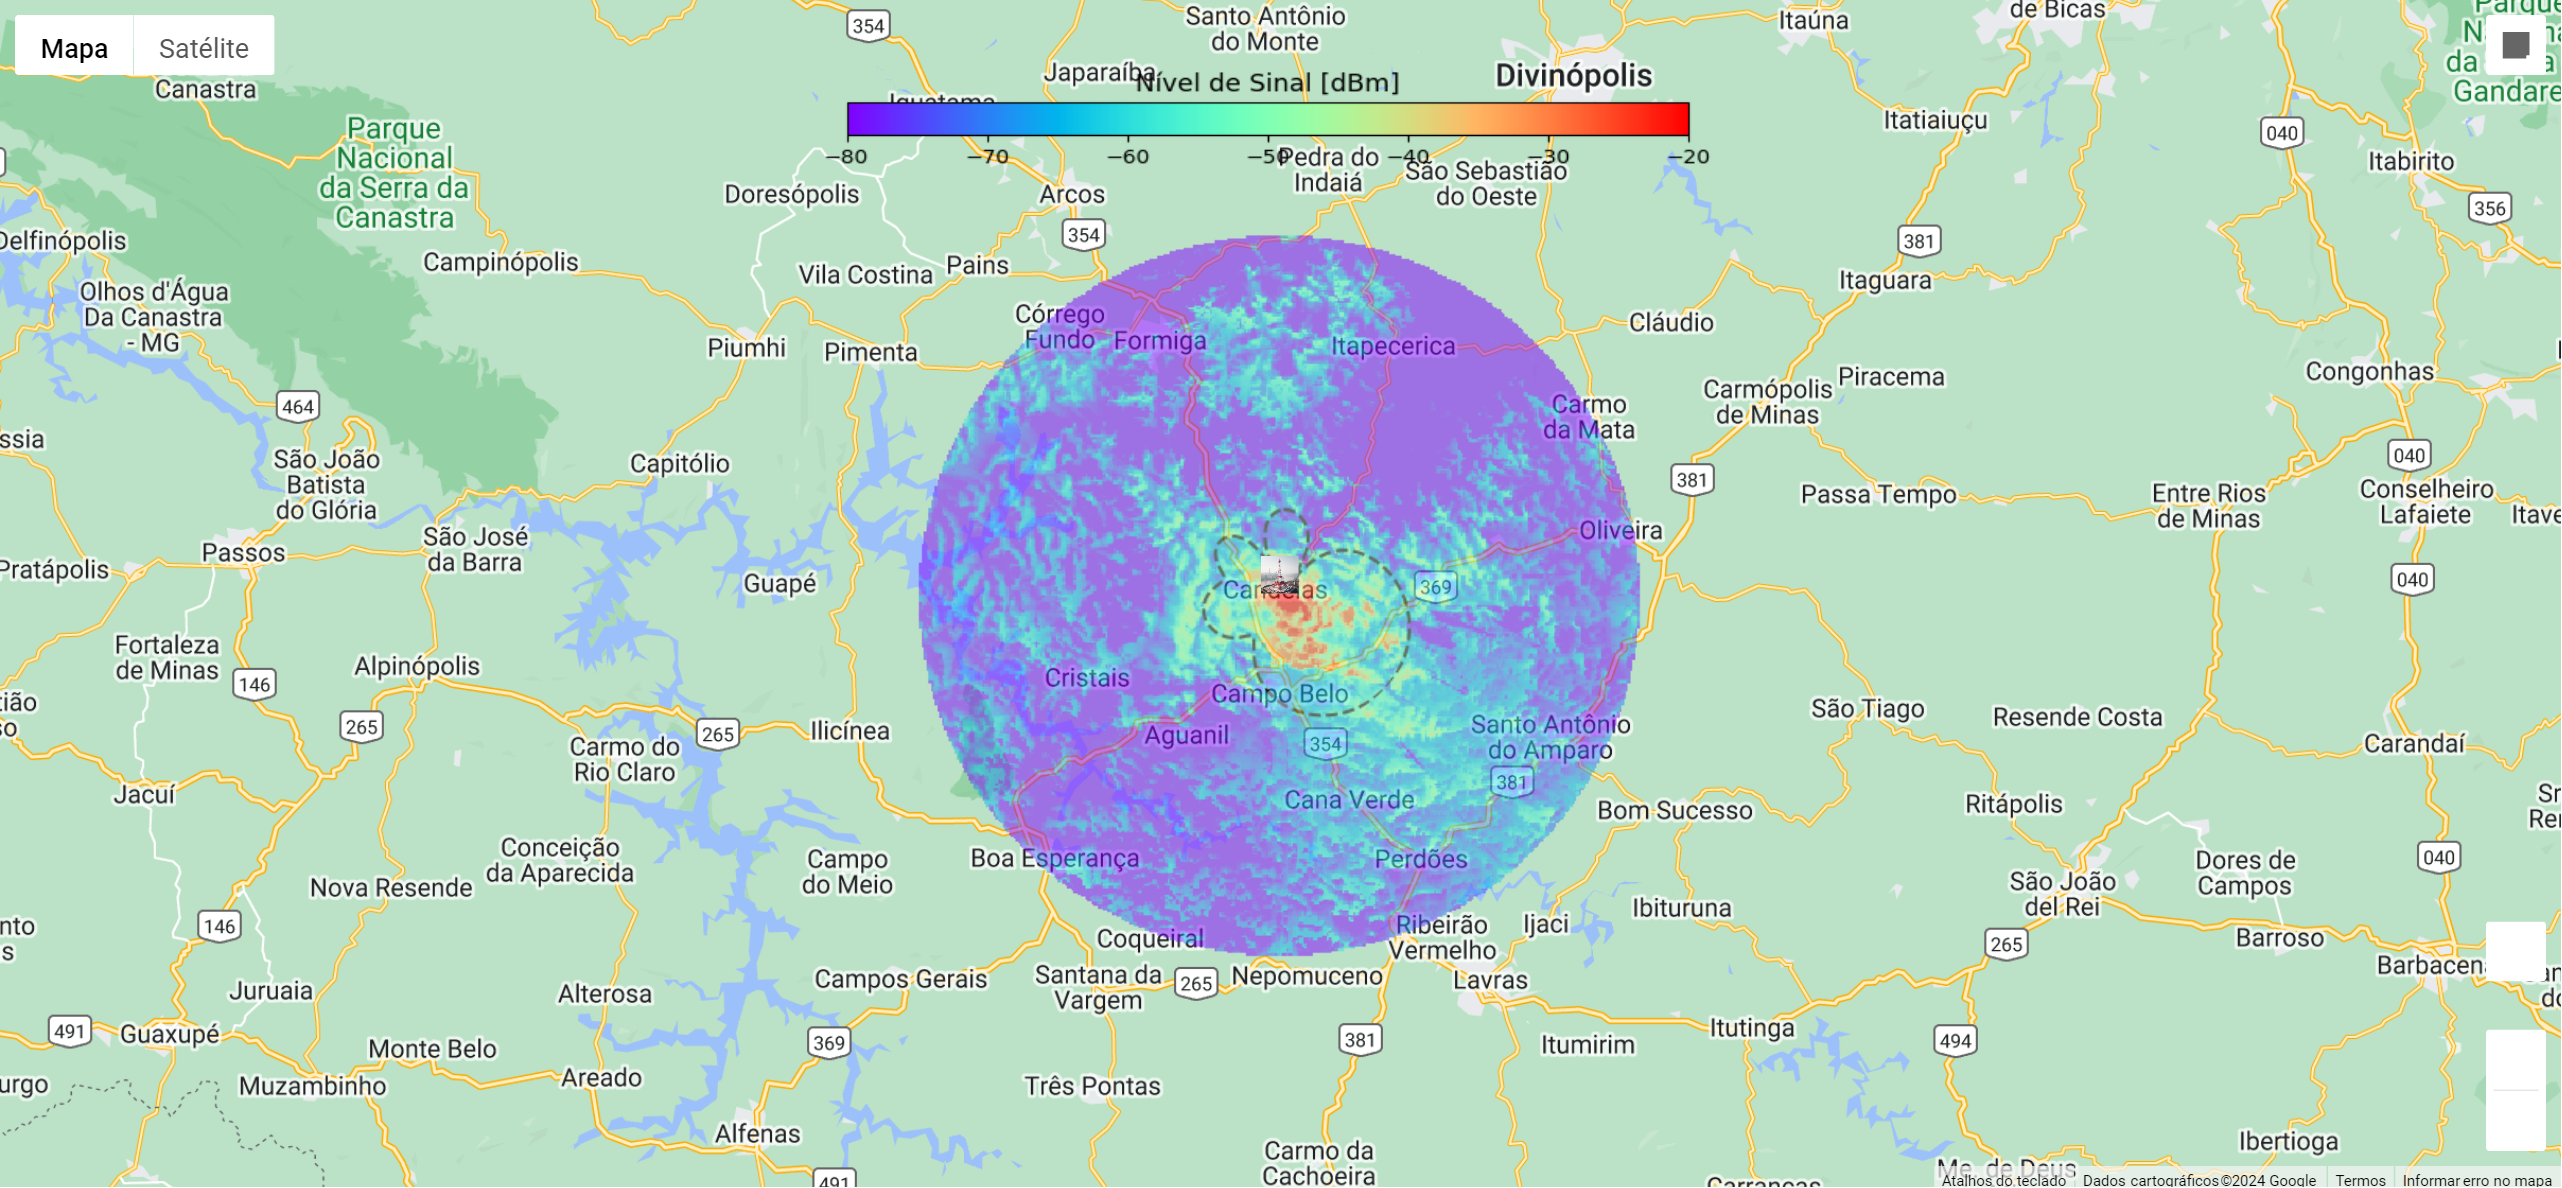 Mapa
Satélite
354
Santo Antônio
do Monte
Itaúna
de Bicas
Canastra
Japaraíba
Divinópolis
Nível de Sinal [dBm]
Iguatama
Itatiaiuçu
040
Itabirito
356
−80
−70
−60
−50
−40
−30
−20
Parque
Nacional
da Serra da
Canastra
Pedra do
Indaiá
São Sebastião
do Oeste
Doresópolis
Arcos
354
381
Delfinópolis
Campinópolis
Vila Costina
Pains
Itaguara
Olhos d'Água
Da Canastra
- MG
Córrego
Fundo
Formiga
Itapecerica
Cláudio
Piumhi
Pimenta
Congonhas
Carmópolis
de Minas
Piracema
464
Carmo
da Mata
São João
Batista
do Glória
Capitólio
040
381
Passa Tempo
Entre Rios
de Minas
Conselheiro
Lafaiete
Passos
São José
da Barra
Oliveira
Pratápolis
Guapé
Candeias
369
040
Fortaleza
de Minas
Alpinópolis
Cristais
Campo Belo
146
265
265
Ilicínea
Aguanil
354
Santo Antônio
do Amparo
São Tiago
Resende Costa
Carandaí
Carmo do
Rio Claro
381
Jacuí
Cana Verde
Bom Sucesso
Ritápolis
Conceição
da Aparecida
Campo
do Meio
Boa Esperança
Perdões
040
Nova Resende
Dores de
Campos
São João
del Rei
146
Ibituruna
Ribeirão
Vermelho
Ijaci
Coqueiral
265
Barroso
Juruaia
Alterosa
Campos Gerais
Santana da
Vargem
265
Nepomuceno
Lavras
491
Guaxupé
Monte Belo
369
381
Itumirim
Itutinga
494
Muzambinho
Areado
Três Pontas
Alfenas
Carmo da
Cachoeira
Ibertioga
491
Atalhos do teclado
Dados cartográficos ©2024 Google
Termos
Informar erro no mapa